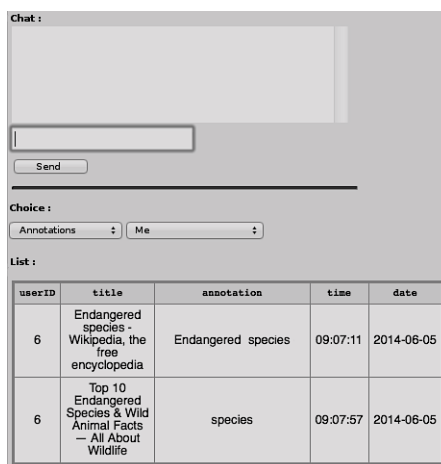 Chat :
Send
Choice :
Annotations Me
List :
userID title annotation time date
6 Endangered species - Wikipedia, the free encyclopedia Endangered species 09:07:11 2014-06-05
6 Top 10 Endangered Species & Wild Animal Facts — All About Wildlife species 09:07:57 2014-06-05